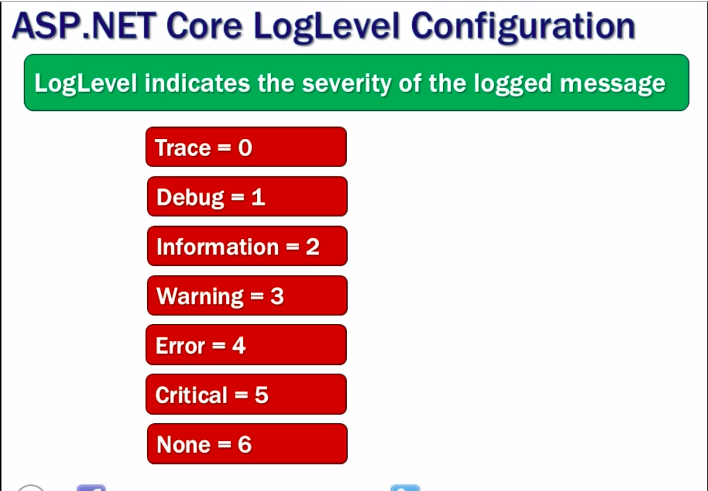 ASP.NET Core LogLevel Configuration
LogLevel indicates the severity of the logged message
Trace = 0
Debug = 1
Information = 2
Warning = 3
Error = 4
Critical = 5
None = 6